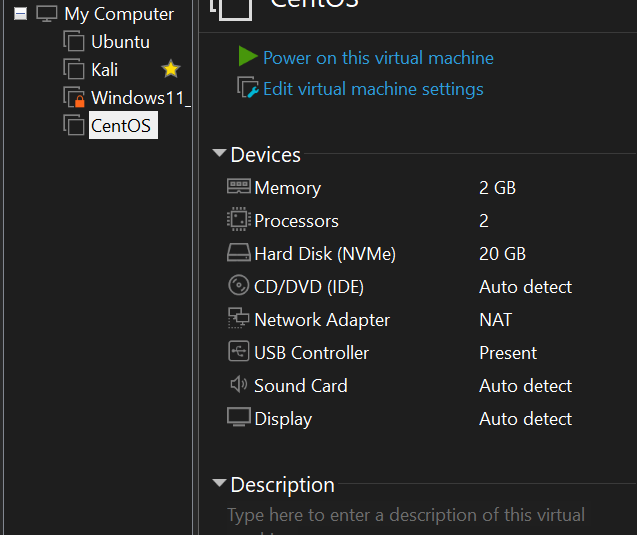 My Computer
Ubuntu
Kali
Windows11_
CentOS
CentOS
Power on this virtual machine
Edit virtual machine settings
Devices
Memory 2 GB
Processors 2
Hard Disk (NVMe) 20 GB
CD/DVD (IDE) Auto detect
Network Adapter NAT
USB Controller Present
Sound Card Auto detect
Display Auto detect
Description
Type here to enter a description of this virtual